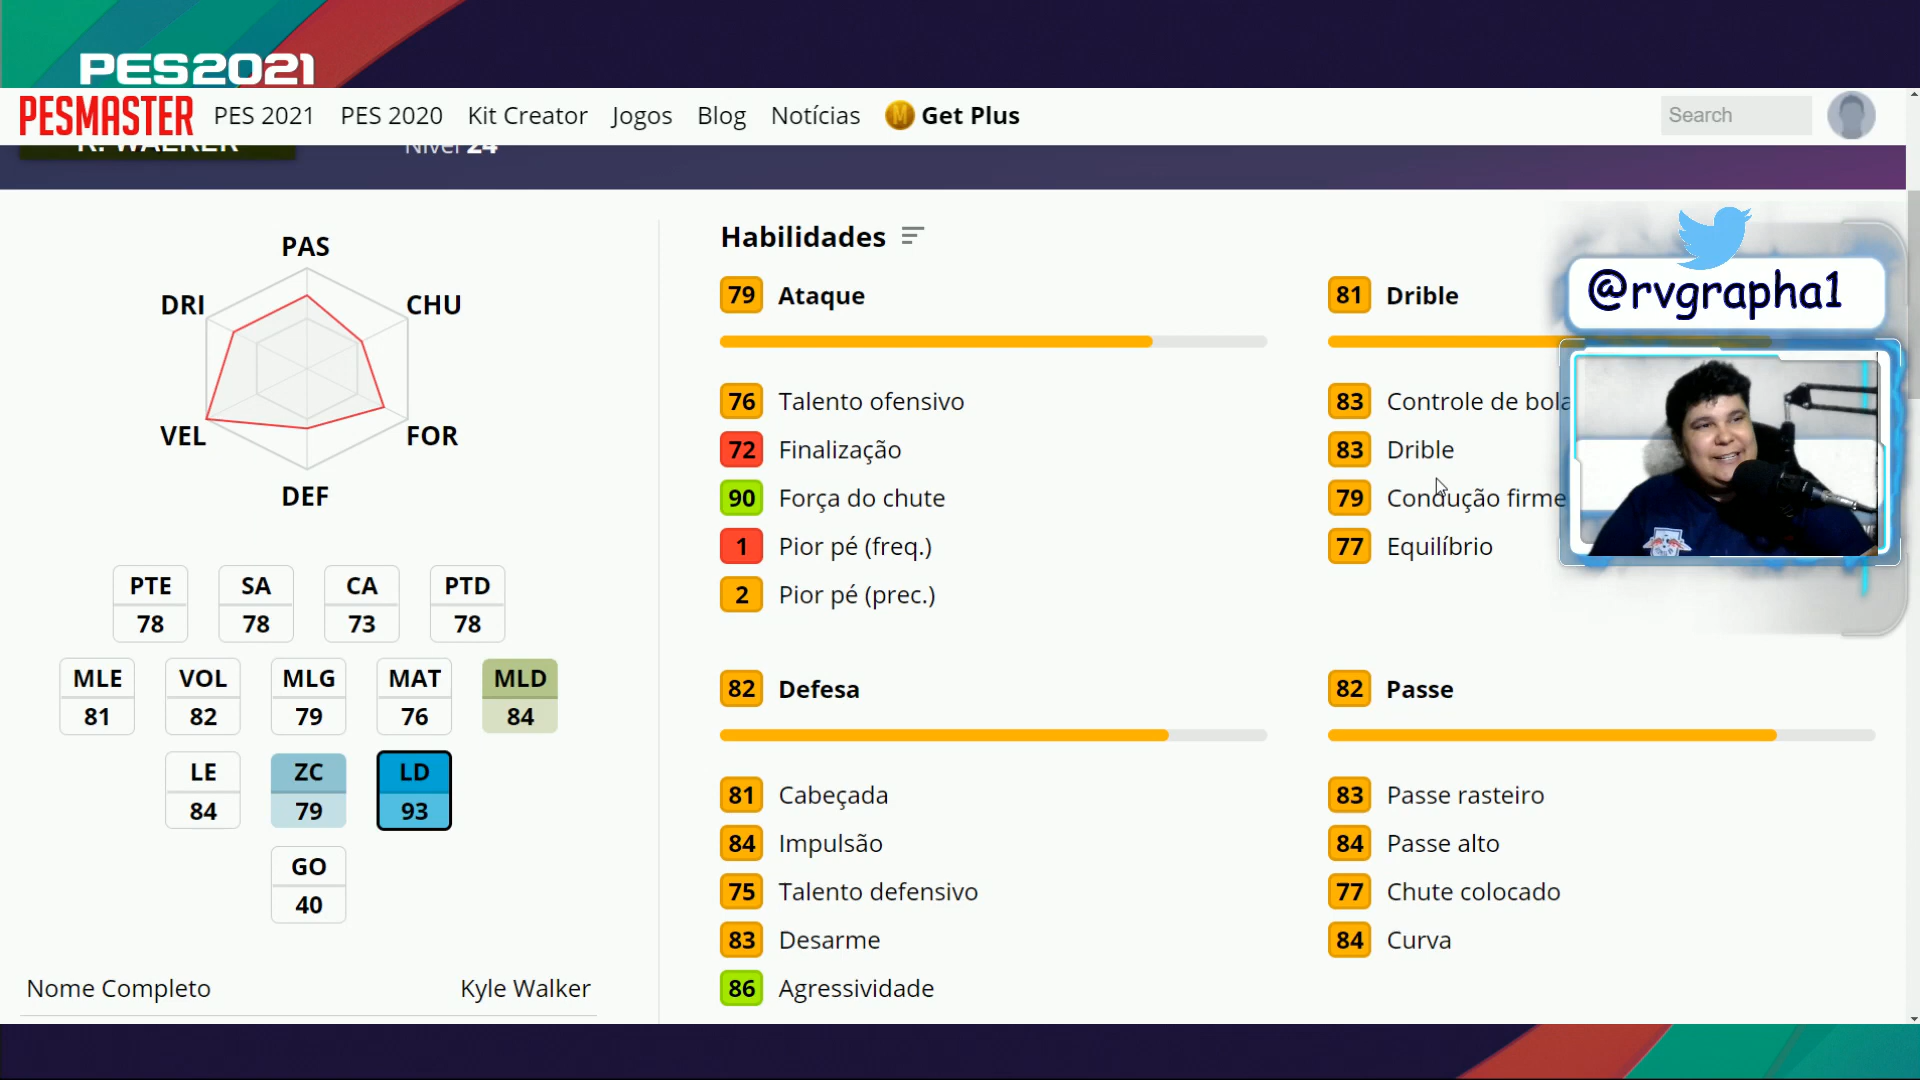 PES2021
PESMASTER PES 2021 PES 2020 Kit Creator Jogos Blog Notícias Get Plus Search
R. WALKER Nível 24
@rvgrapha1
PAS
DRI CHU
VEL FOR
DEF
PTE SA CA PTD
78 78 73 78
MLE VOL MLG MAT MLD
81 82 79 76 84
LE ZC LD
84 79 93
GO
40
Nome Completo Kyle Walker
Habilidades
79 Ataque
76 Talento ofensivo
72 Finalização
90 Força do chute
1 Pior pé (freq.)
2 Pior pé (prec.)
81 Drible
83 Controle de bola
83 Drible
79 Condução firme
77 Equilíbrio
82 Defesa
81 Cabeçada
84 Impulsão
75 Talento defensivo
83 Desarme
86 Agressividade
82 Passe
83 Passe rasteiro
84 Passe alto
77 Chute colocado
84 Curva